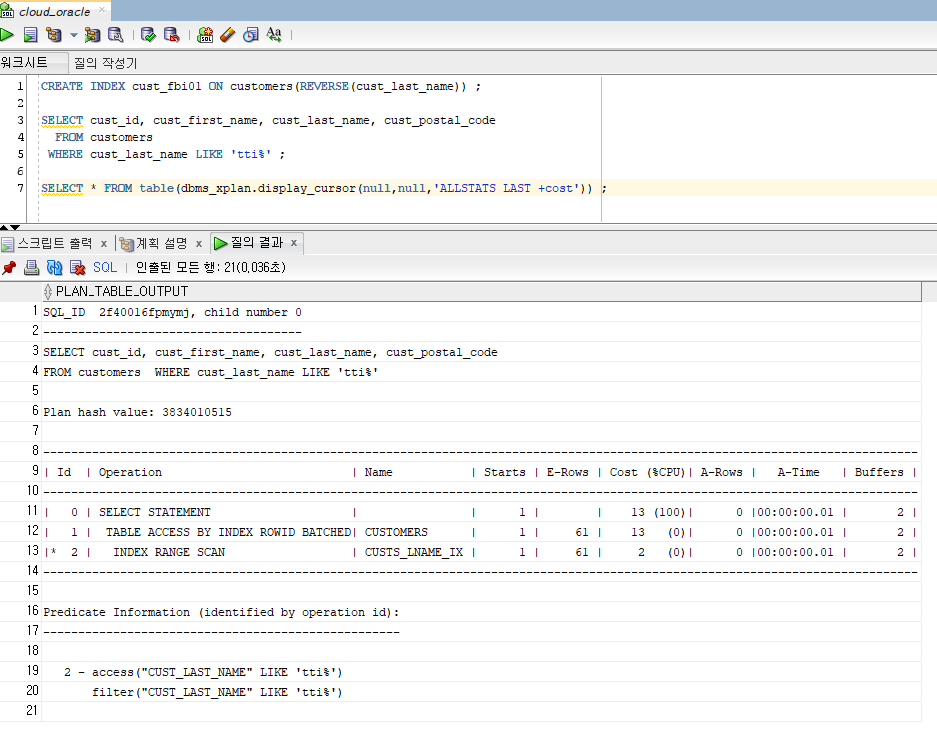 cloud_oracle
워크시트 질의 작성기
1 CREATE INDEX cust_fbi01 ON customers(REVERSE(cust_last_name)) ;
2
3 SELECT cust_id, cust_first_name, cust_last_name, cust_postal_code
4 FROM customers
5 WHERE cust_last_name LIKE 'tti%' ;
6
7 SELECT * FROM table(dbms_xplan.display_cursor(null,null,'ALLSTATS LAST +cost')) ;
스크립트 출력 x 계획 설명 x 질의 결과 x
SQL | 인출된 모든 행: 21(0,036초)
PLAN_TABLE_OUTPUT
1 SQL_ID 2f40016fpmymj, child number 0
2 -------------------------------------
3 SELECT cust_id, cust_first_name, cust_last_name, cust_postal_code
4 FROM customers WHERE cust_last_name LIKE 'tti%'
5
6 Plan hash value: 3834010515
7
8 -----------------------------------------------------------------------------------------------------------------------------
9 | Id | Operation | Name | Starts | E-Rows | Cost (%CPU)| A-Rows | A-Time | Buffers |
10 -----------------------------------------------------------------------------------------------------------------------------
11 | 0 | SELECT STATEMENT | | 1 | | 13 (100)| 0 |00:00:00.01 | 2 |
12 | 1 | TABLE ACCESS BY INDEX ROWID BATCHED| CUSTOMERS | 1 | 61 | 13 (0)| 0 |00:00:00.01 | 2 |
13 |* 2 | INDEX RANGE SCAN | CUSTS_LNAME_IX | 1 | 61 | 2 (0)| 0 |00:00:00.01 | 2 |
14 -----------------------------------------------------------------------------------------------------------------------------
15
16 Predicate Information (identified by operation id):
17 ---------------------------------------------------
18
19 2 - access("CUST_LAST_NAME" LIKE 'tti%')
20 filter("CUST_LAST_NAME" LIKE 'tti%')
21